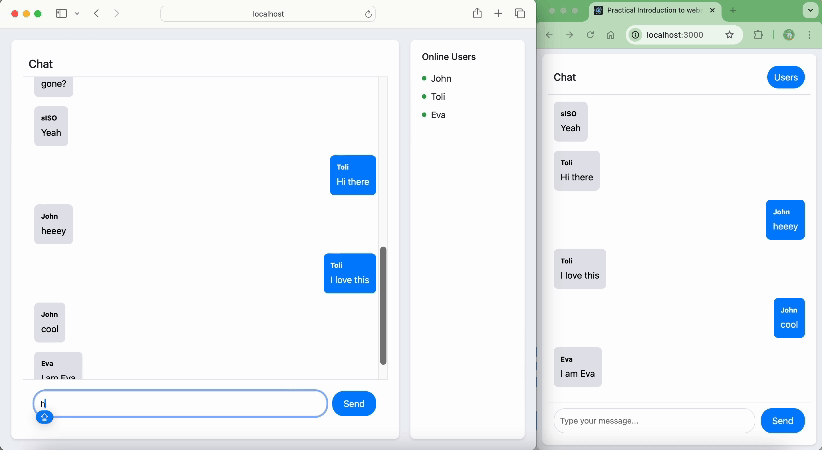 localhost
Chat
gone?
sISO
Yeah
Toli
Hi there
John
heeey
Toli
I love this
John
cool
Eva
I am Eva
h
Send
Online Users
John
Toli
Eva
Practical Introduction to webs
localhost:3000
Chat
Users
sISO
Yeah
Toli
Hi there
John
heeey
Toli
I love this
John
cool
Eva
I am Eva
Type your message...
Send